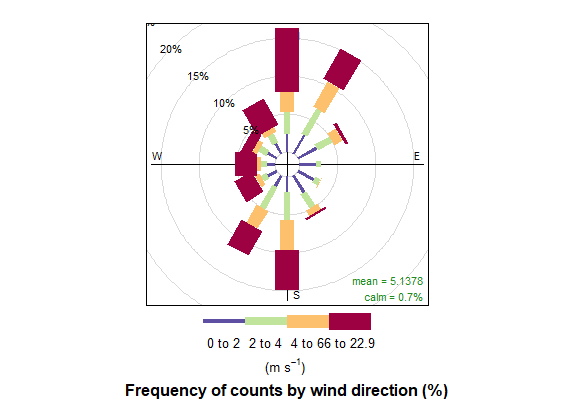 20%
15%
10%
5%
W
E
S
mean = 5.1378
calm = 0.7%
0 to 2 2 to 4 4 to 66 to 22.9
(m s⁻¹)
Frequency of counts by wind direction (%)